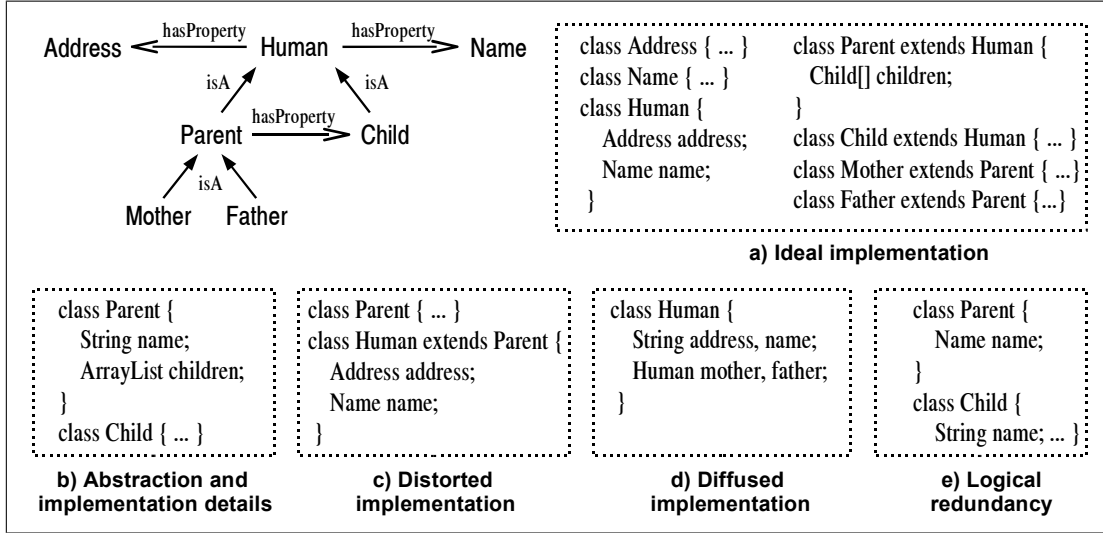 Address hasProperty Human hasProperty Name
isA isA
Parent hasProperty Child
isA
Mother Father
class Address { ... }
class Name { ... }
class Human {
Address address;
Name name;
}
class Parent extends Human {
Child[] children;
}
class Child extends Human { ... }
class Mother extends Parent { ...}
class Father extends Parent {...}
a) Ideal implementation
class Parent {
String name;
ArrayList children;
}
class Child { ... }
b) Abstraction and
implementation details
class Parent { ... }
class Human extends Parent {
Address address;
Name name;
}
c) Distorted
implementation
class Human {
String address, name;
Human mother, father;
}
d) Diffused
implementation
class Parent {
Name name;
}
class Child {
String name; ... }
e) Logical
redundancy